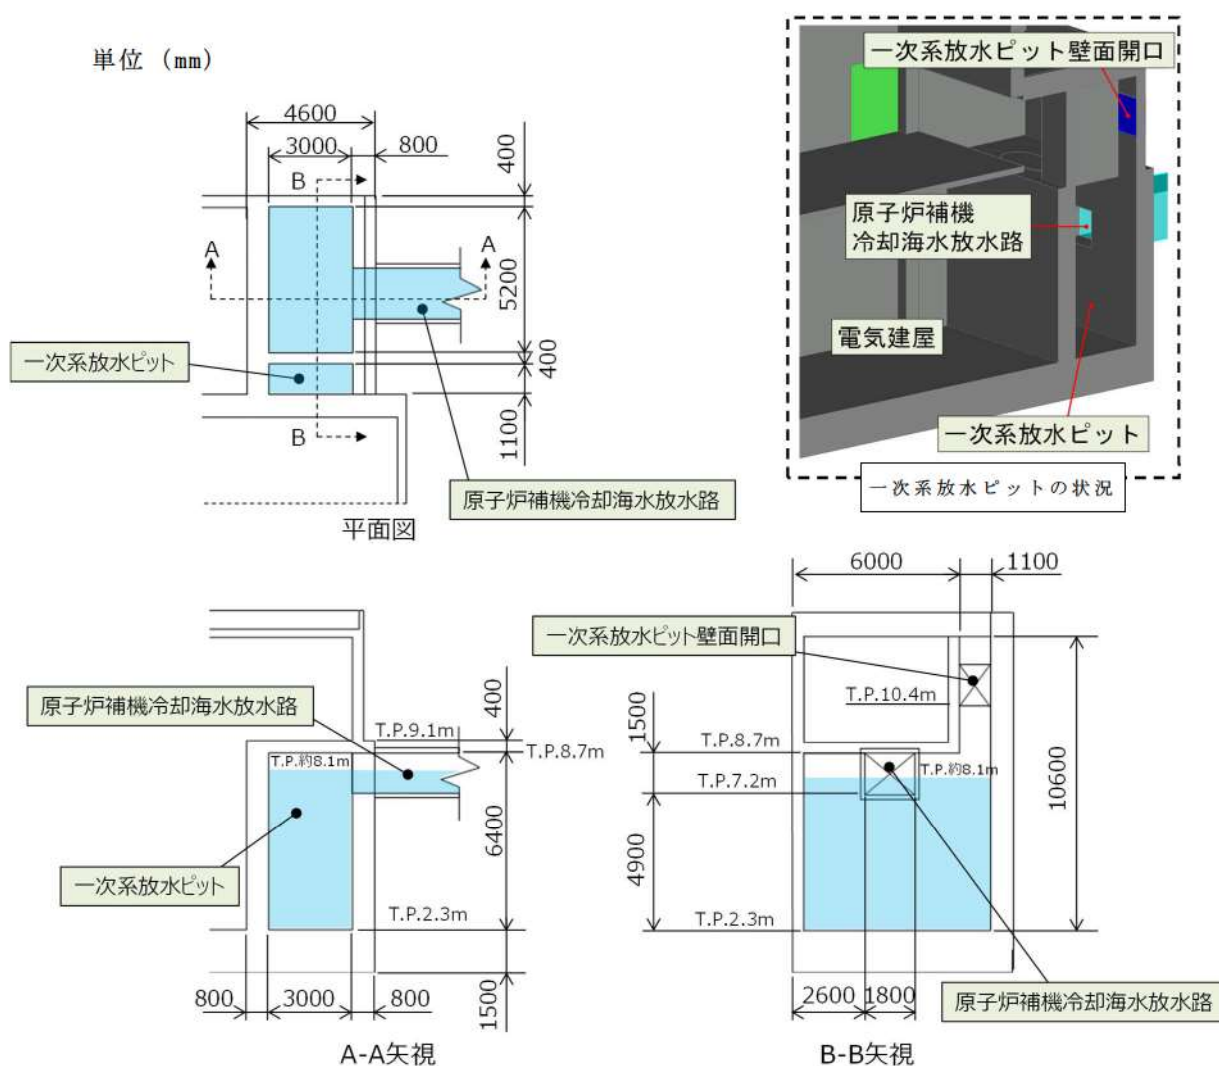 単位 (mm)
4600
3000
800
400
B
A
A
5200
400
一次系放水ピット
B
1100
原子炉補機冷却海水放水路
平面図
一次系放水ピット壁面開口
原子炉補機
冷却海水放水路
電気建屋
一次系放水ピット
一次系放水ピットの状況
原子炉補機冷却海水放水路
400
T.P.9.1m
T.P.8.7m
T.P.約8.1m
6400
一次系放水ピット
T.P.2.3m
800
3000
800
1500
A-A矢視
6000
1100
一次系放水ピット壁面開口
T.P.10.4m
1500
T.P.8.7m
T.P.約8.1m
T.P.7.2m
10600
4900
T.P.2.3m
2600
1800
原子炉補機冷却海水放水路
B-B矢視